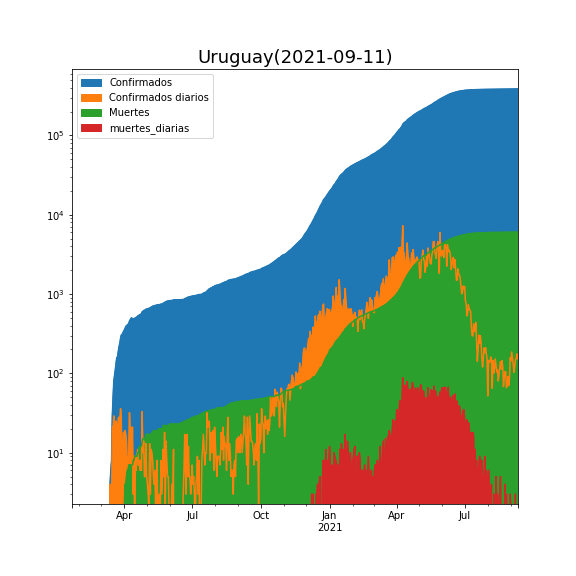 Uruguay(2021-09-11)
Confirmados
Confirmados diarios
Muertes
muertes_diarias
10⁵
10⁴
10³
10²
10¹
Apr Jul Oct Jan Apr Jul
2021